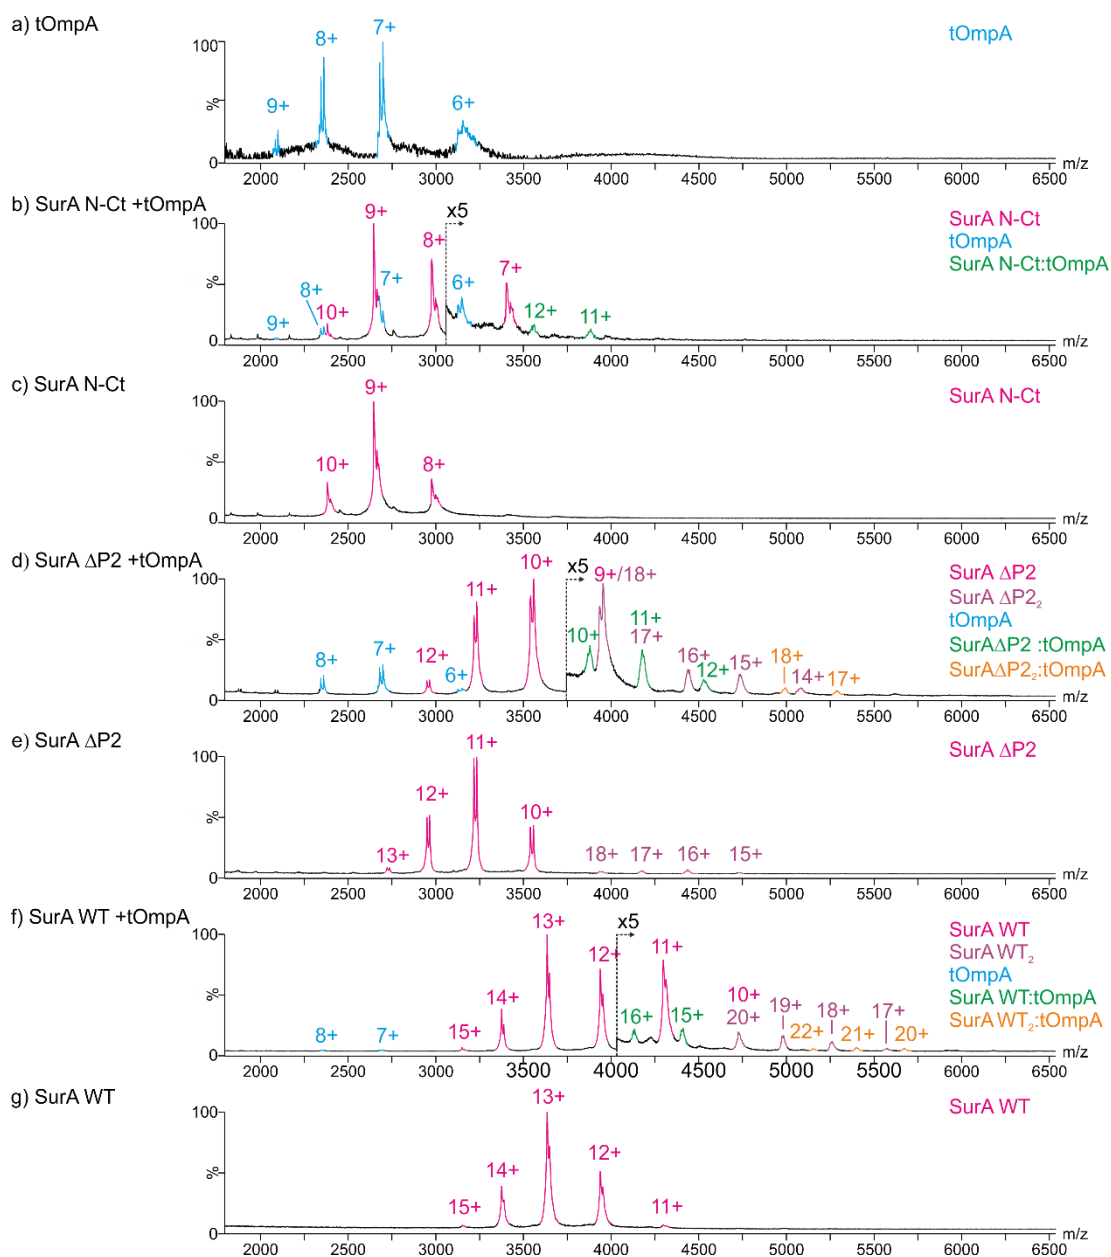 a) tOmpA
tOmpA
100
%
0
9+
8+
7+
6+
2000 2500 3000 3500 4000 4500 5000 5500 6000 6500 m/z
b) SurA N-Ct +tOmpA
SurA N-Ct
tOmpA
SurA N-Ct:tOmpA
100
%
0
9+ 8+ 10+ 9+ 7+ 8+ x5 6+ 7+ 12+ 11+
2000 2500 3000 3500 4000 4500 5000 5500 6000 6500 m/z
c) SurA N-Ct
SurA N-Ct
100
%
0
10+ 9+ 8+
2000 2500 3000 3500 4000 4500 5000 5500 6000 6500 m/z
d) SurA ΔP2 +tOmpA
SurA ΔP2
SurA ΔP2₂
tOmpA
SurAΔP2 :tOmpA
SurAΔP2₂:tOmpA
100
%
0
8+ 7+ 12+ 6+ 11+ 10+ x5 10+ 9+/18+ 11+ 17+ 16+ 12+ 15+ 18+ 14+ 17+
2000 2500 3000 3500 4000 4500 5000 5500 6000 6500 m/z
e) SurA ΔP2
SurA ΔP2
100
%
0
13+ 12+ 11+ 10+ 18+ 17+ 16+ 15+
2000 2500 3000 3500 4000 4500 5000 5500 6000 6500 m/z
f) SurA WT +tOmpA
SurA WT
SurA WT₂
tOmpA
SurA WT:tOmpA
SurA WT₂:tOmpA
100
%
0
8+ 7+ 15+ 14+ 13+ 12+ x5 16+ 11+ 15+ 10+ 20+ 19+ 22+ 18+ 21+ 17+ 20+
2000 2500 3000 3500 4000 4500 5000 5500 6000 6500 m/z
g) SurA WT
SurA WT
100
%
0
15+ 14+ 13+ 12+ 11+
2000 2500 3000 3500 4000 4500 5000 5500 6000 6500 m/z